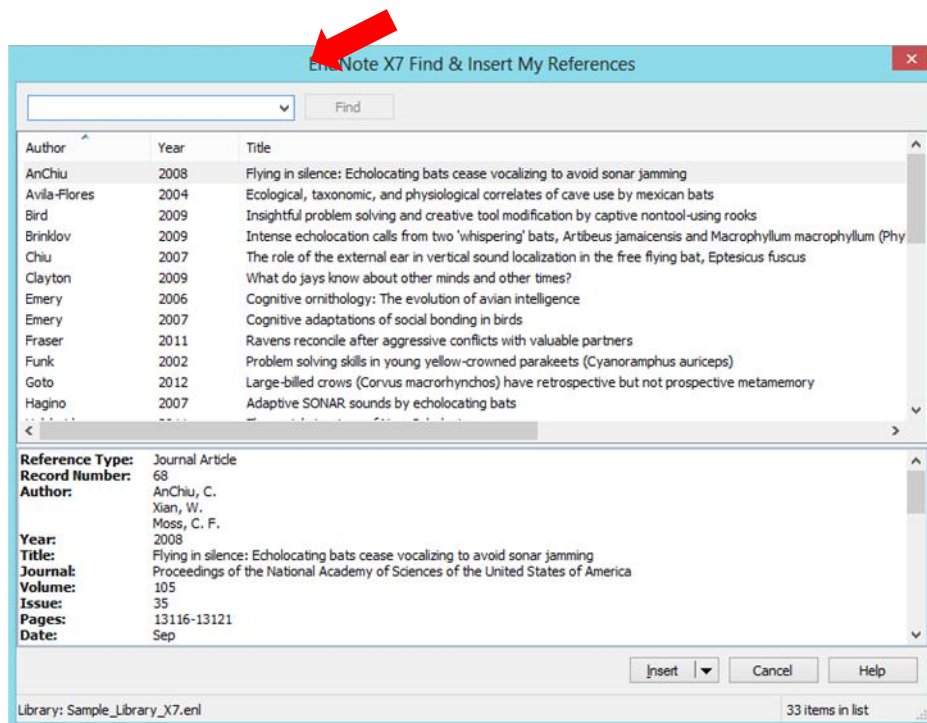 EndNote X7 Find & Insert My References
Find
Author Year Title
AnChiu 2008 Flying in silence: Echolocating bats cease vocalizing to avoid sonar jamming
Avila-Flores 2004 Ecological, taxonomic, and physiological correlates of cave use by mexican bats
Bird 2009 Insightful problem solving and creative tool modification by captive nontool-using rooks
Brinklov 2009 Intense echolocation calls from two 'whispering' bats, Artibeus jamaicensis and Macrophyllum macrophyllum (Phy
Chiu 2007 The role of the external ear in vertical sound localization in the free flying bat, Eptesicus fuscus
Clayton 2009 What do jays know about other minds and other times?
Emery 2006 Cognitive ornithology: The evolution of avian intelligence
Emery 2007 Cognitive adaptations of social bonding in birds
Fraser 2011 Ravens reconcile after aggressive conflicts with valuable partners
Funk 2002 Problem solving skills in young yellow-crowned parakeets (Cyanoramphus auriceps)
Goto 2012 Large-billed crows (Corvus macrorhynchos) have retrospective but not prospective metamemory
Hagino 2007 Adaptive SONAR sounds by echolocating bats
Reference Type: Journal Article
Record Number: 68
Author: AnChiu, C.
Xian, W.
Moss, C. F.
Year: 2008
Title: Flying in silence: Echolocating bats cease vocalizing to avoid sonar jamming
Journal: Proceedings of the National Academy of Sciences of the United States of America
Volume: 105
Issue: 35
Pages: 13116-13121
Date: Sep
Insert Cancel Help
Library: Sample_Library_X7.enl 33 items in list